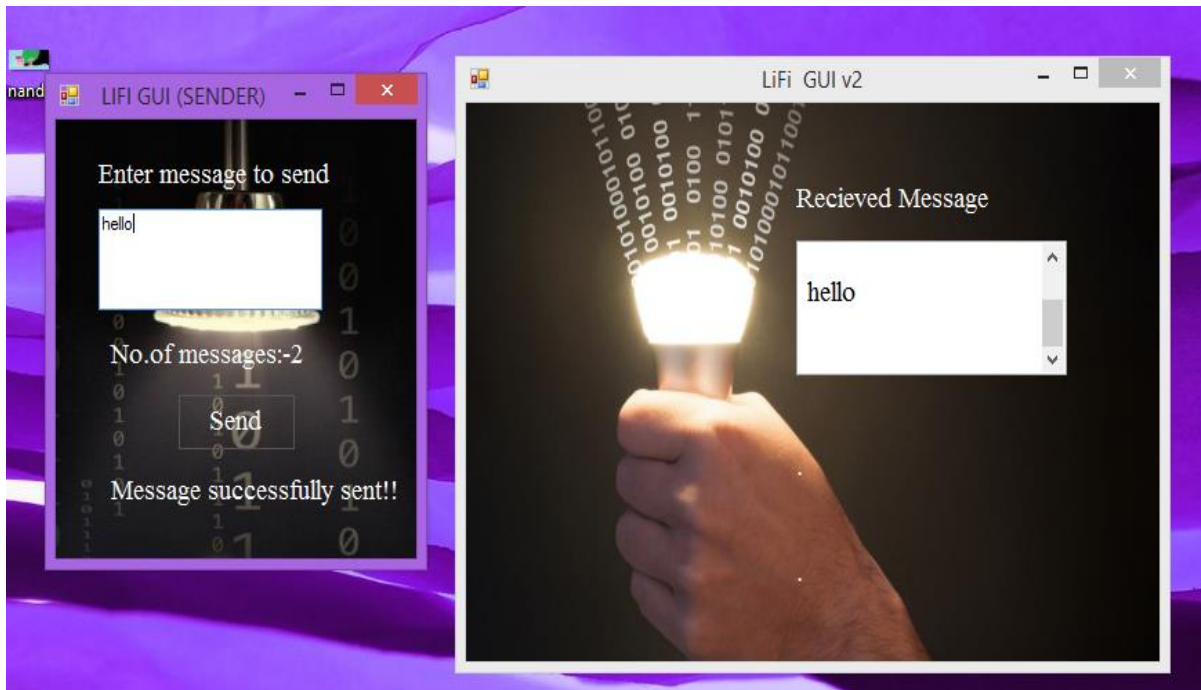 nand
LIFI GUI (SENDER)
Enter message to send
hello
No.of messages:-2
Send
Message successfully sent!!
LiFi GUI v2
Recieved Message
hello